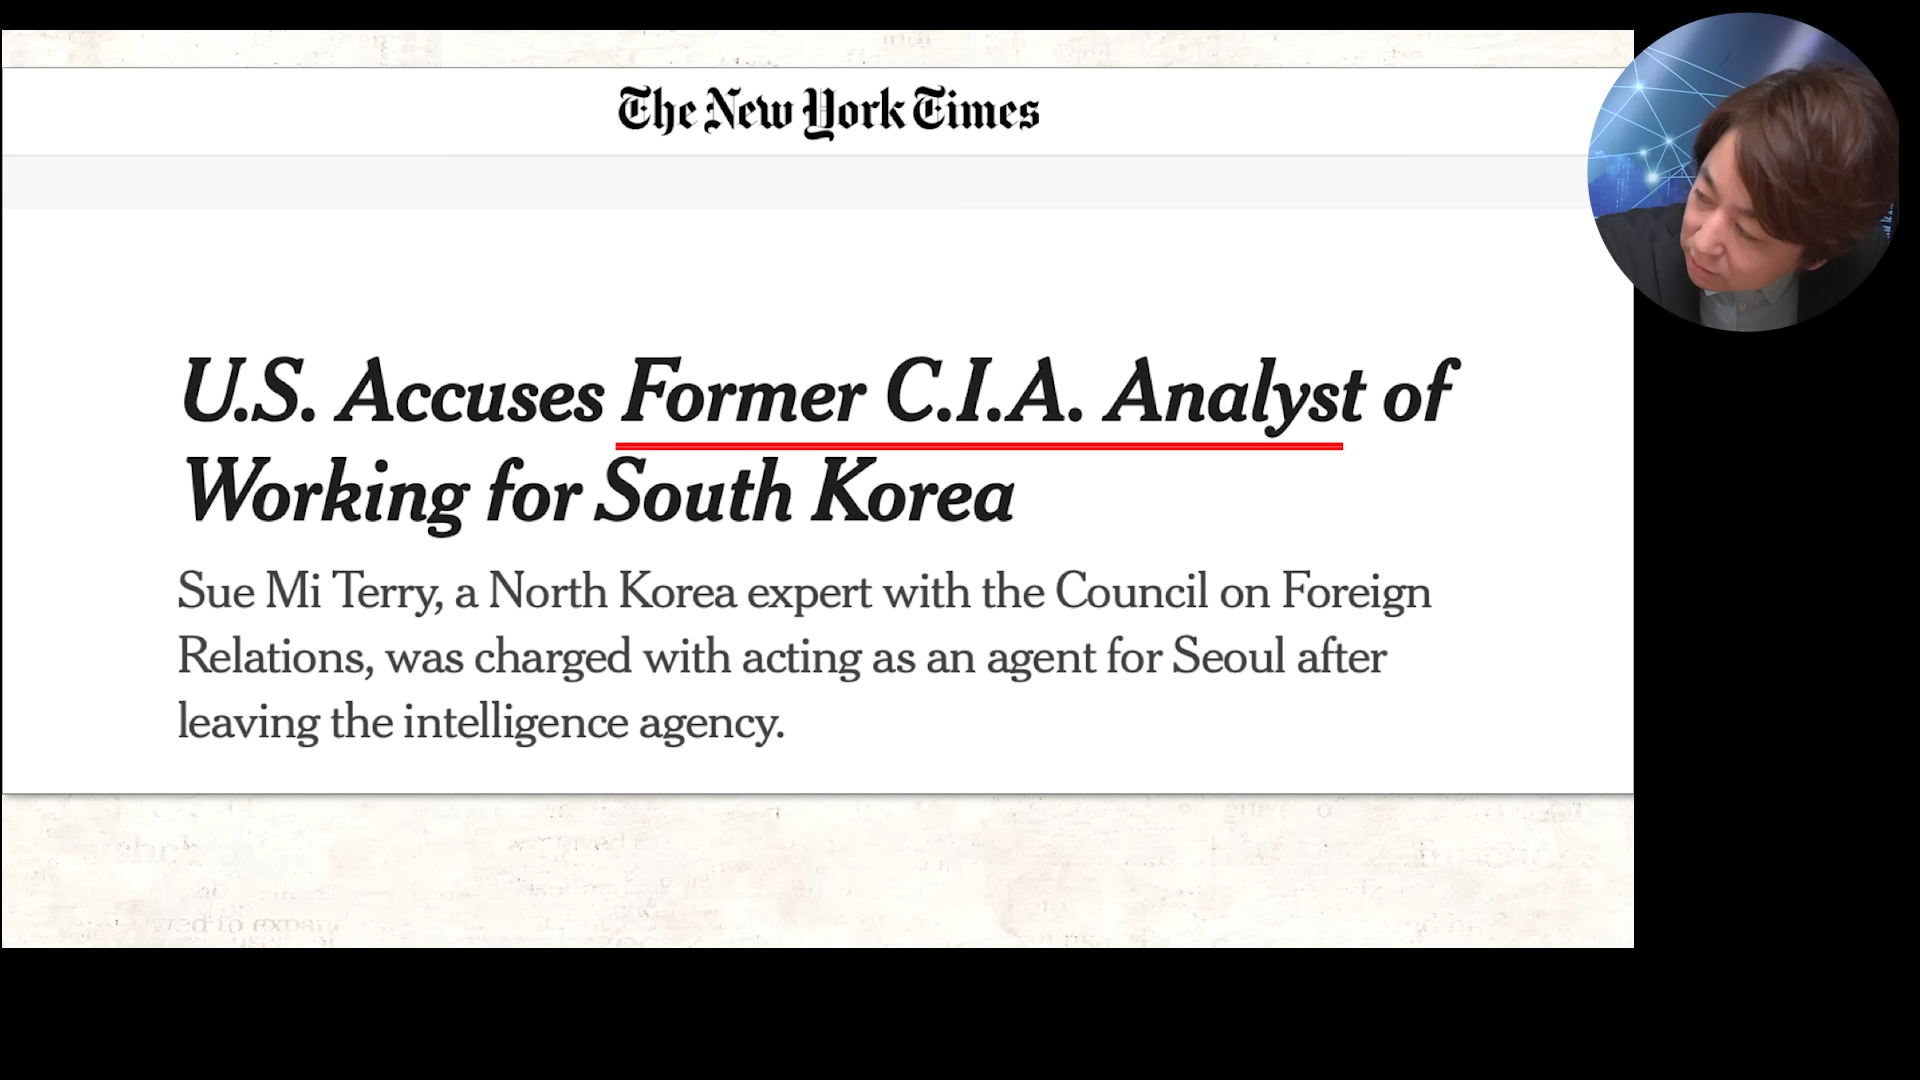 The New York Times
U.S. Accuses Former C.I.A. Analyst of
Working for South Korea
Sue Mi Terry, a North Korea expert with the Council on Foreign
Relations, was charged with acting as an agent for Seoul after
leaving the intelligence agency.